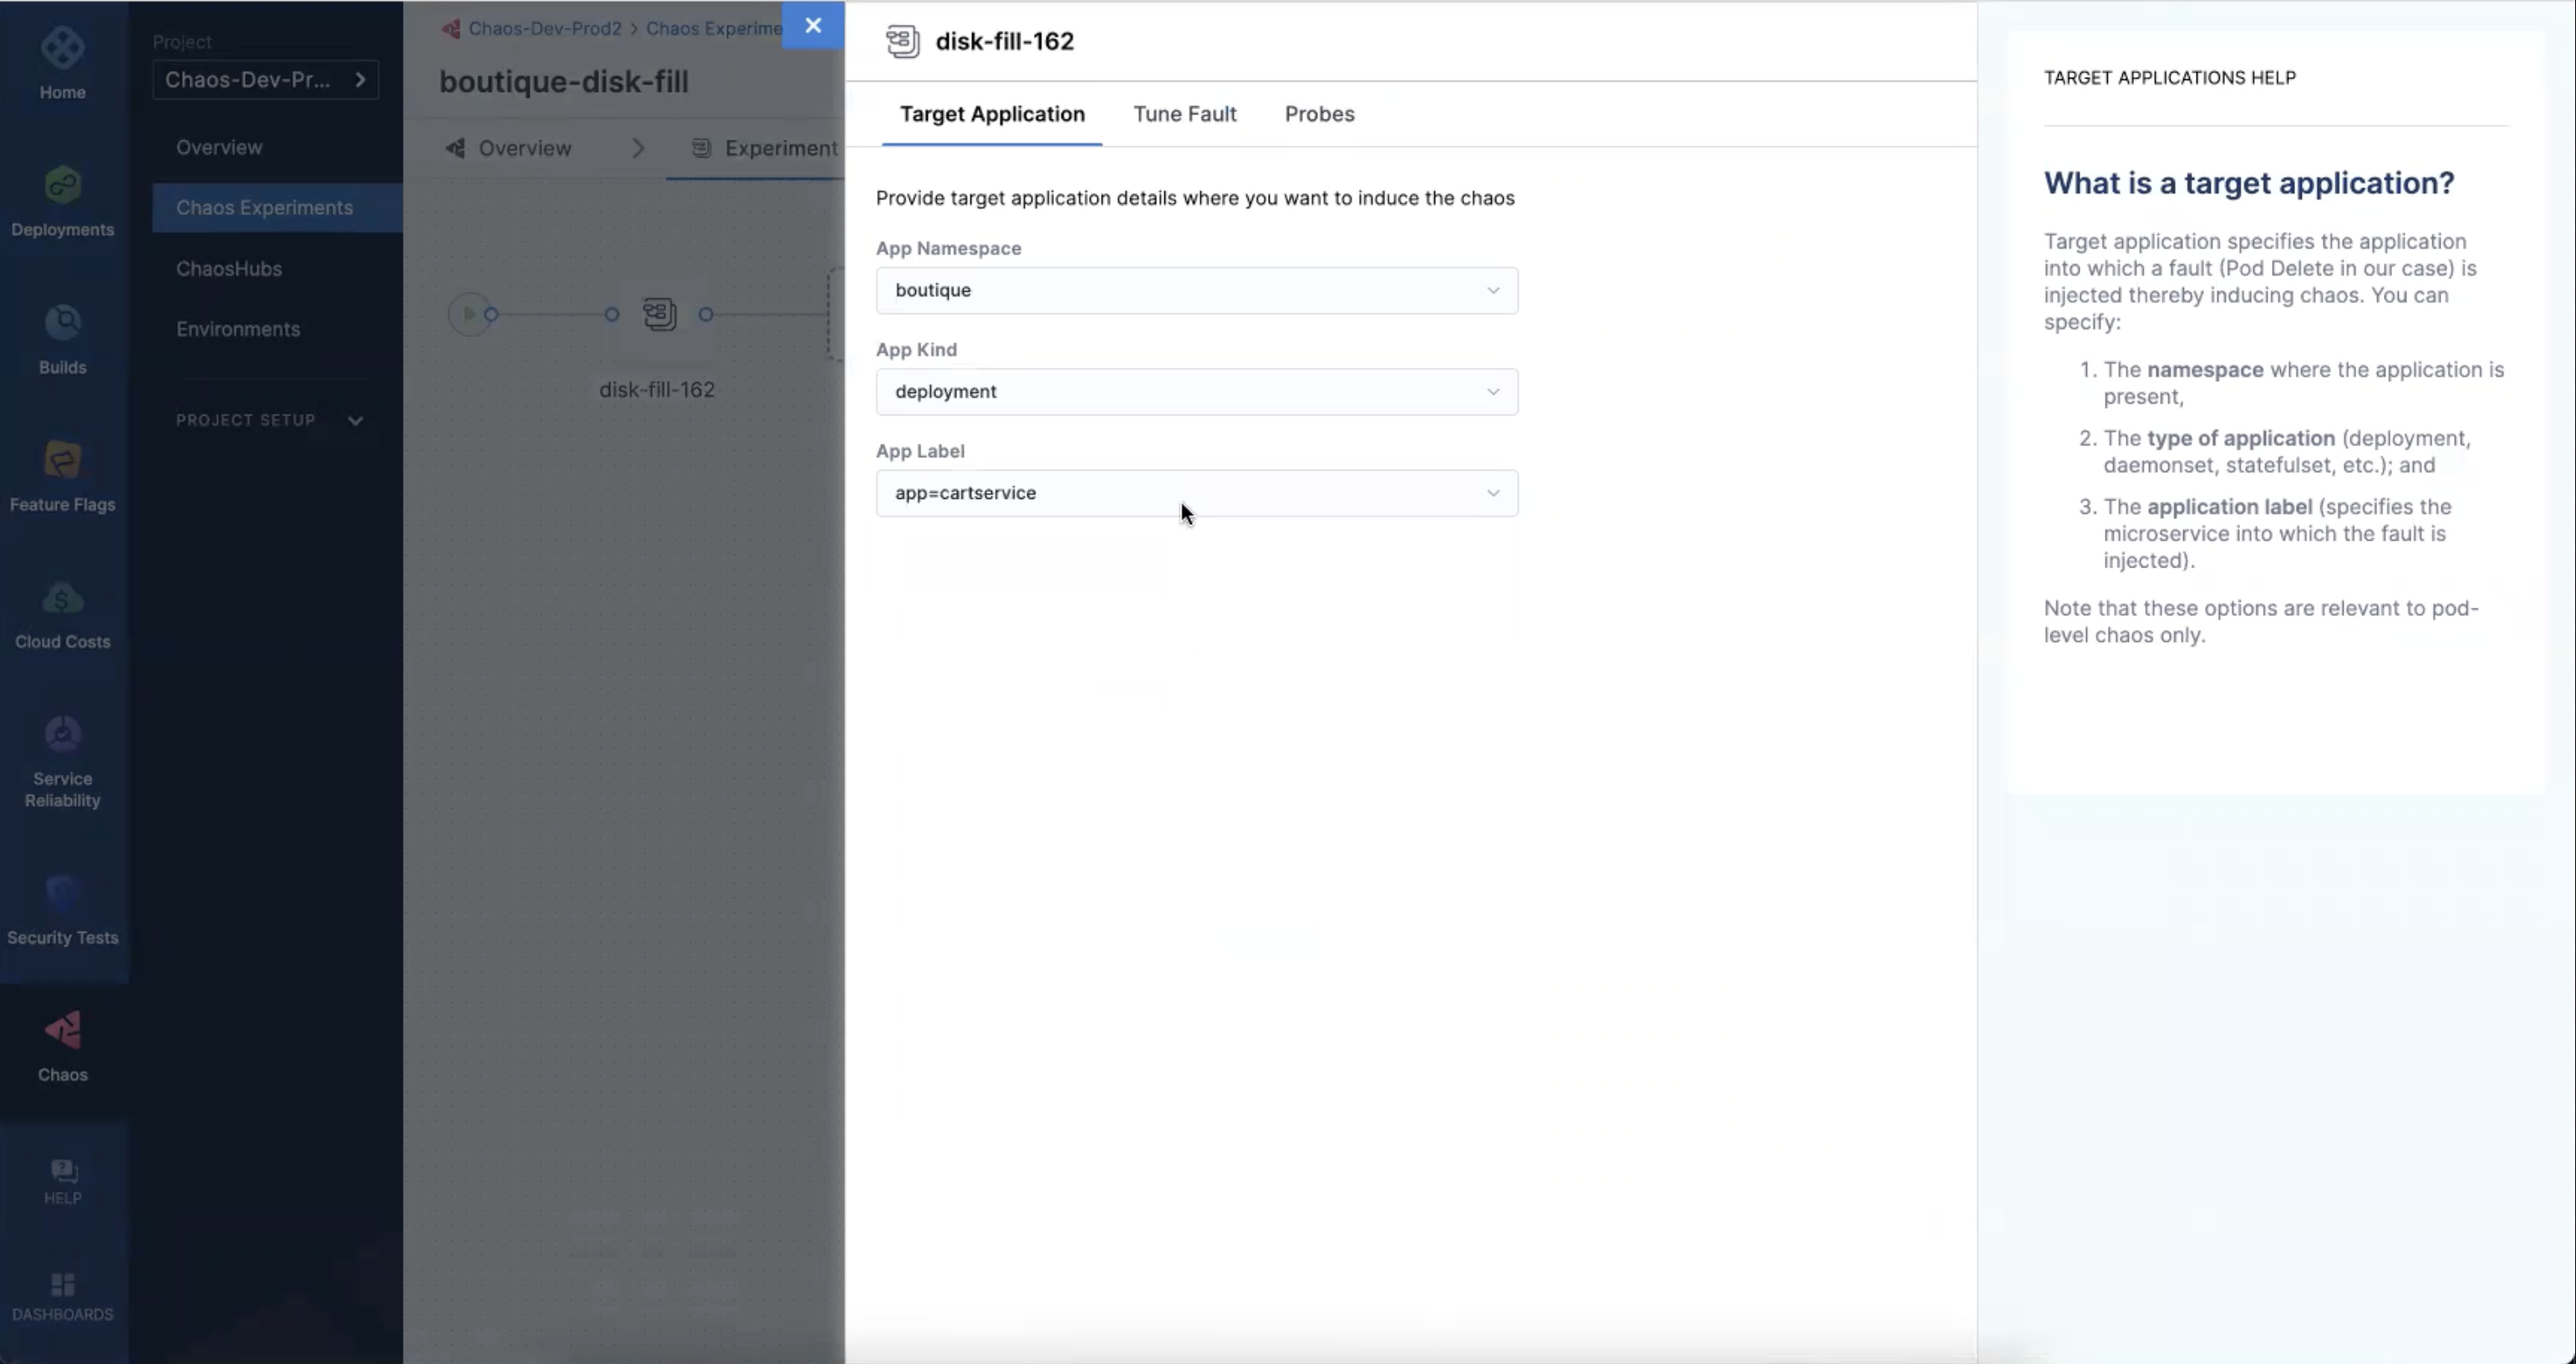 Home
Deployments
Builds
Feature Flags
Cloud Costs
Service
Reliability
Security Tests
Chaos
HELP
DASHBOARDS
Project
Chaos-Dev-Pr...
Overview
Chaos Experiments
ChaosHubs
Environments
PROJECT SETUP
Chaos-Dev-Prod2 > Chaos Experime
boutique-disk-fill
Overview
Experiment
disk-fill-162
disk-fill-162
Target Application
Tune Fault
Probes
Provide target application details where you want to induce the chaos
App Namespace
boutique
App Kind
deployment
App Label
app=cartservice
TARGET APPLICATIONS HELP
What is a target application?
Target application specifies the application
into which a fault (Pod Delete in our case) is
injected thereby inducing chaos. You can
specify:
1. The namespace where the application is
present,
2. The type of application (deployment,
daemonset, statefulset, etc.); and
3. The application label (specifies the
microservice into which the fault is
injected).
Note that these options are relevant to pod-
level chaos only.